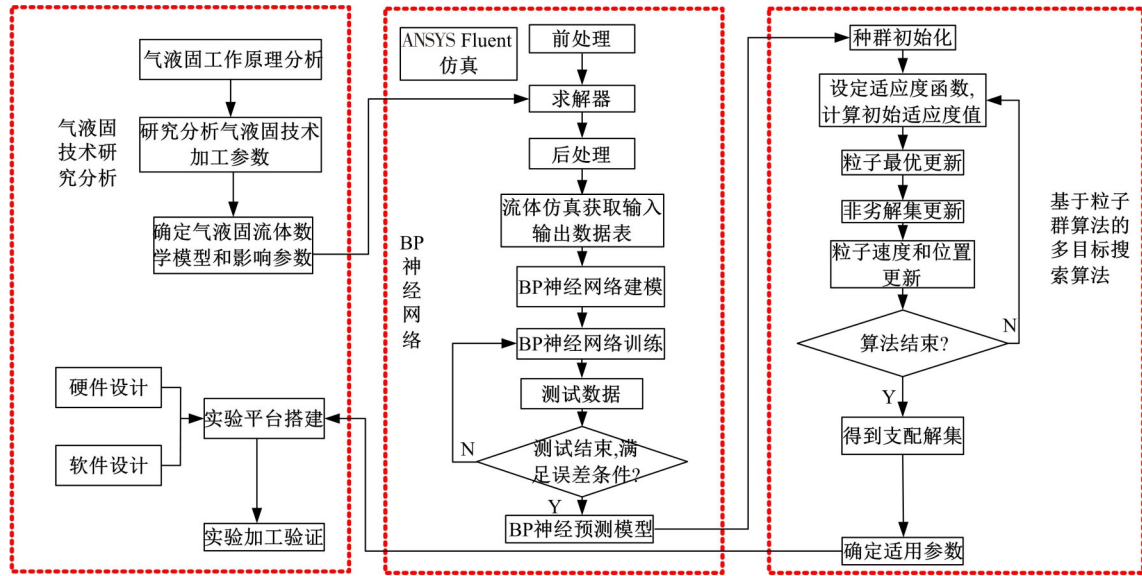 气液固工作原理分析
研究分析气液固技术
加工参数
气液固
技术研
究分析
确定气液固流体数
学模型和影响参数
硬件设计
软件设计
实验平台搭建
实验加工验证
ANSYS Fluent
仿真
前处理
求解器
后处理
流体仿真获取输入
输出数据表
BP
神
经
网
络
BP神经网络建模
BP神经网络训练
测试数据
N
测试结束,满
足误差条件?
Y
BP神经预测模型
种群初始化
设定适应度函数,
计算初始适应度值
粒子最优更新
非劣解集更新
粒子速度和位置
更新
基于粒子
群算法的
多目标搜
索算法
N
算法结束?
Y
得到支配解集
确定适用参数